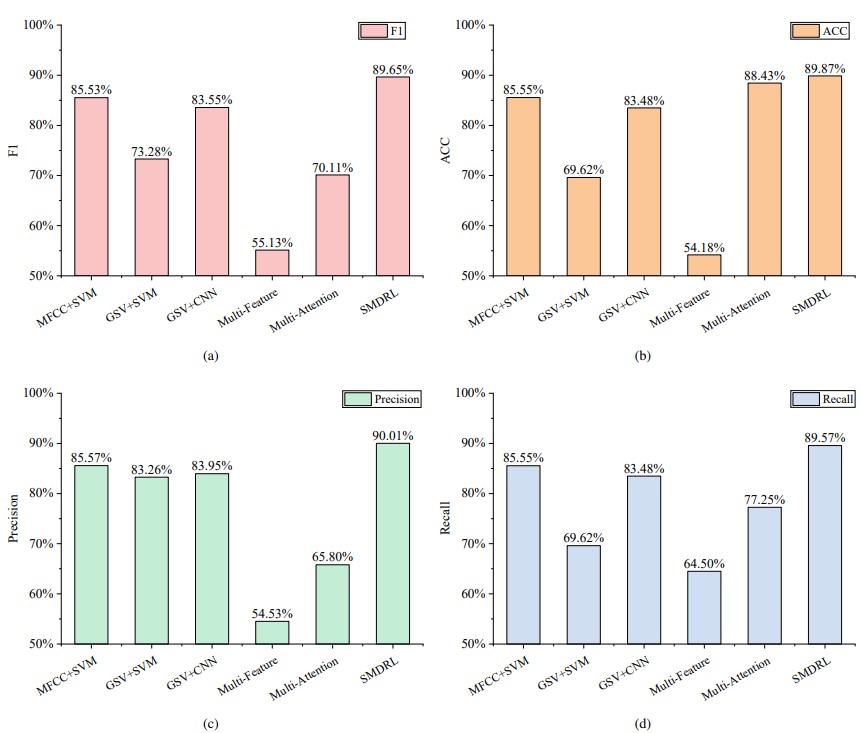 100%
90%
80%
70%
60%
50%
F1
F1
85.53%
73.28%
83.55%
55.13%
70.11%
89.65%
MFCC+SVM
GSV+SVM
GSV+CNN
Multi-Feature
Multi-Attention
SMDRL
(a)
100%
90%
80%
70%
60%
50%
ACC
ACC
85.55%
69.62%
83.48%
54.18%
88.43%
89.87%
MFCC+SVM
GSV+SVM
GSV+CNN
Multi-Feature
Multi-Attention
SMDRL
(b)
100%
90%
80%
70%
60%
50%
Precision
Precision
85.57%
83.26%
83.95%
54.53%
65.80%
90.01%
MFCC+SVM
GSV+SVM
GSV+CNN
Multi-Feature
Multi-Attention
SMDRL
(c)
100%
90%
80%
70%
60%
50%
Recall
Recall
85.55%
69.62%
83.48%
64.50%
77.25%
89.57%
MFCC+SVM
GSV+SVM
GSV+CNN
Multi-Feature
Multi-Attention
SMDRL
(d)